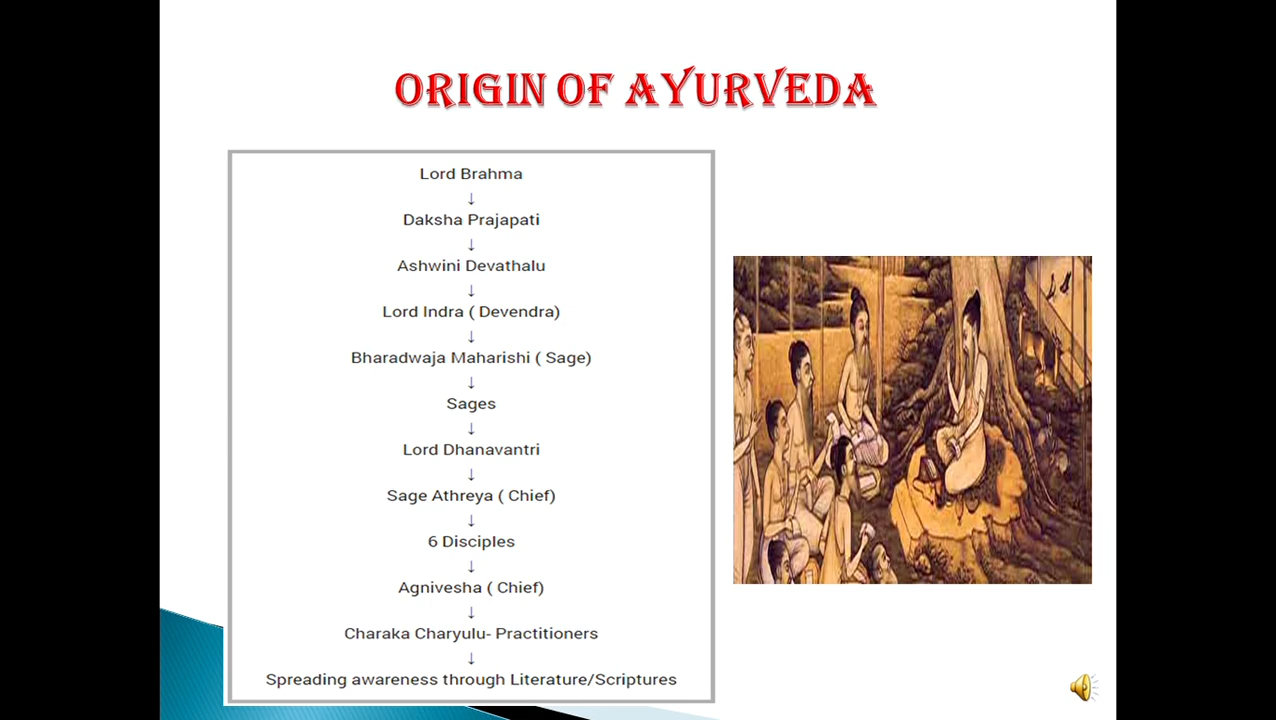 ORIGIN OF AYURVEDA
Lord Brahma
↓
Daksha Prajapati
↓
Ashwini Devathalu
↓
Lord Indra ( Devendra)
↓
Bharadwaja Maharishi ( Sage)
↓
Sages
↓
Lord Dhanavantri
↓
Sage Athreya ( Chief)
↓
6 Disciples
↓
Agnivesha ( Chief)
↓
Charaka Charyulu- Practitioners
↓
Spreading awareness through Literature/Scriptures